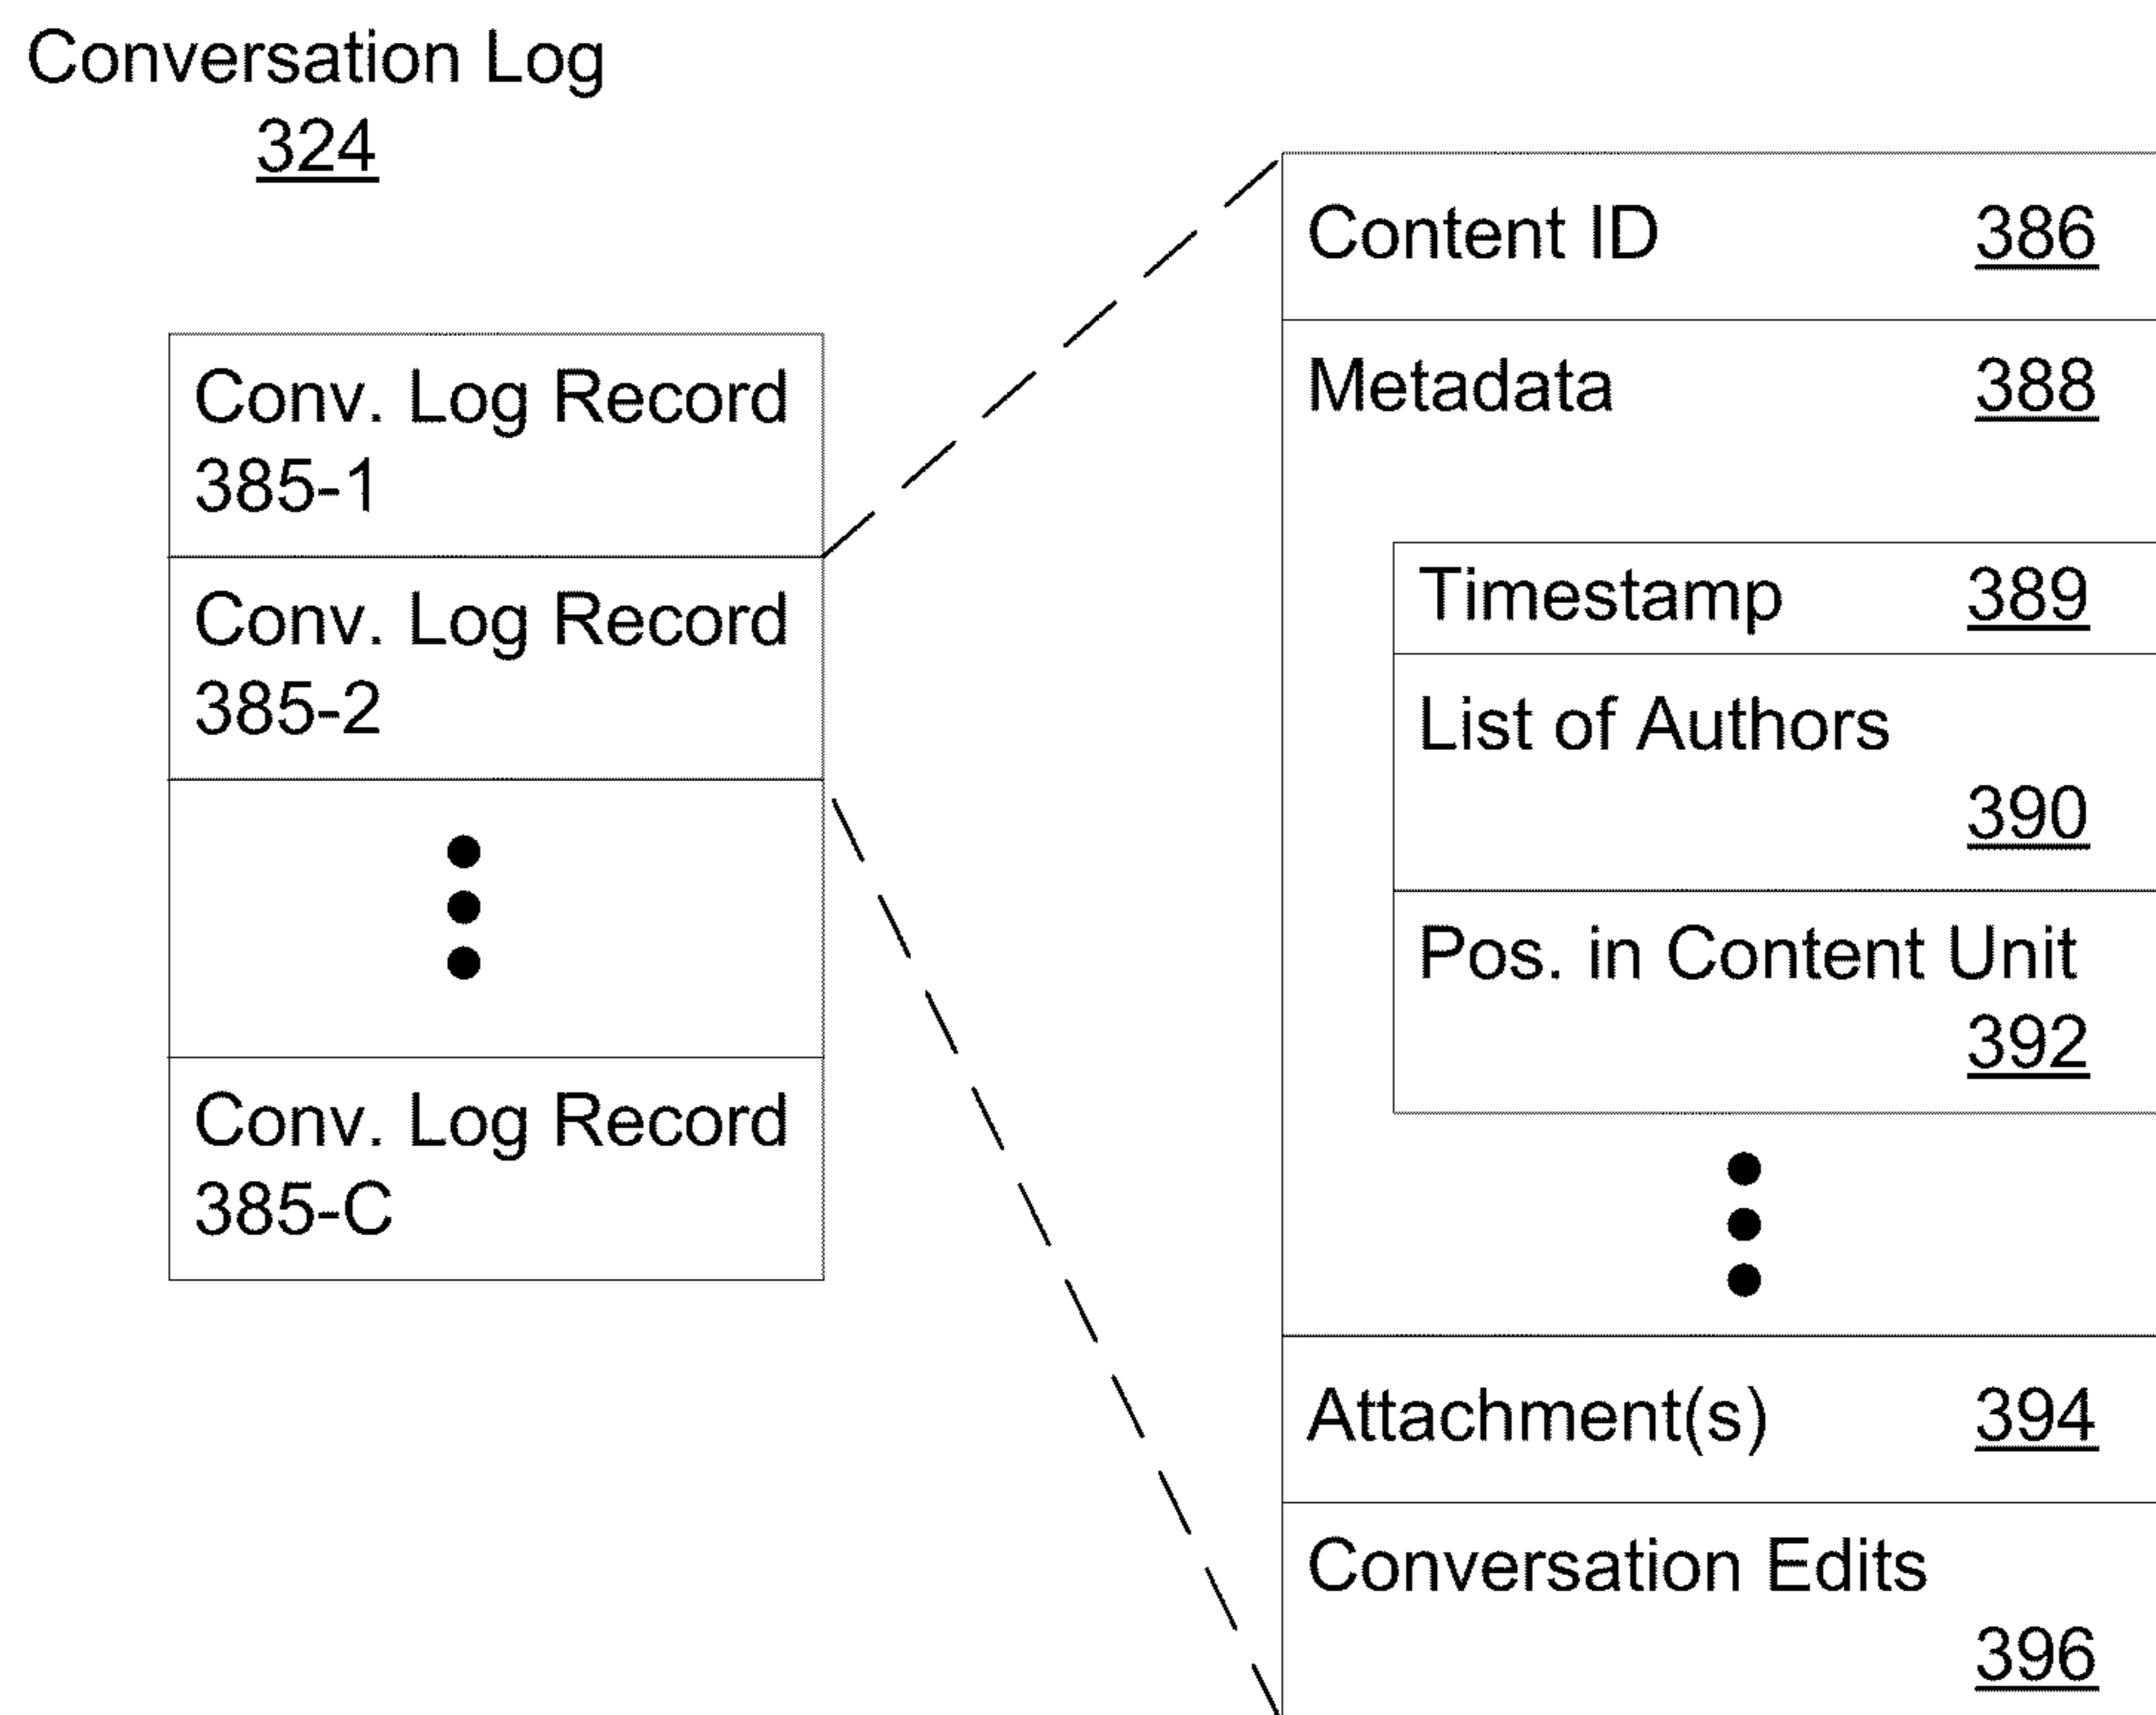 Conversation Log
324
Conv. Log Record
385-1
Conv. Log Record
385-2
Conv. Log Record
385-C
Content ID 386
Metadata 388
Timestamp 389
List of Authors
390
Pos. in Content Unit
392
Attachment(s) 394
Conversation Edits
396